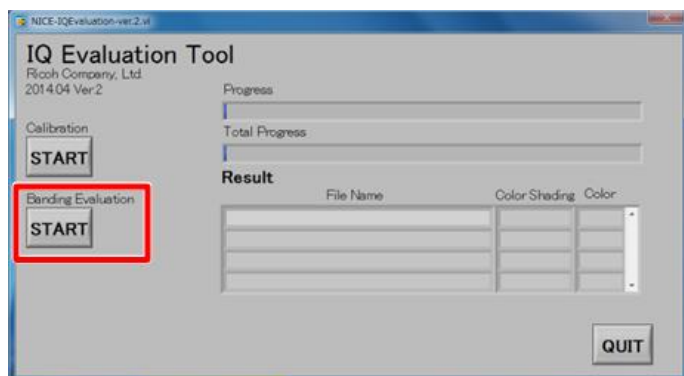 NICE-IQEvaluation-ver.2.vi
IQ Evaluation Tool
Ricoh Company, Ltd.
2014.04 Ver.2
Progress
Calibration
Total Progress
START
Result
Banding Evaluation
File Name Color Shading Color
START
QUIT